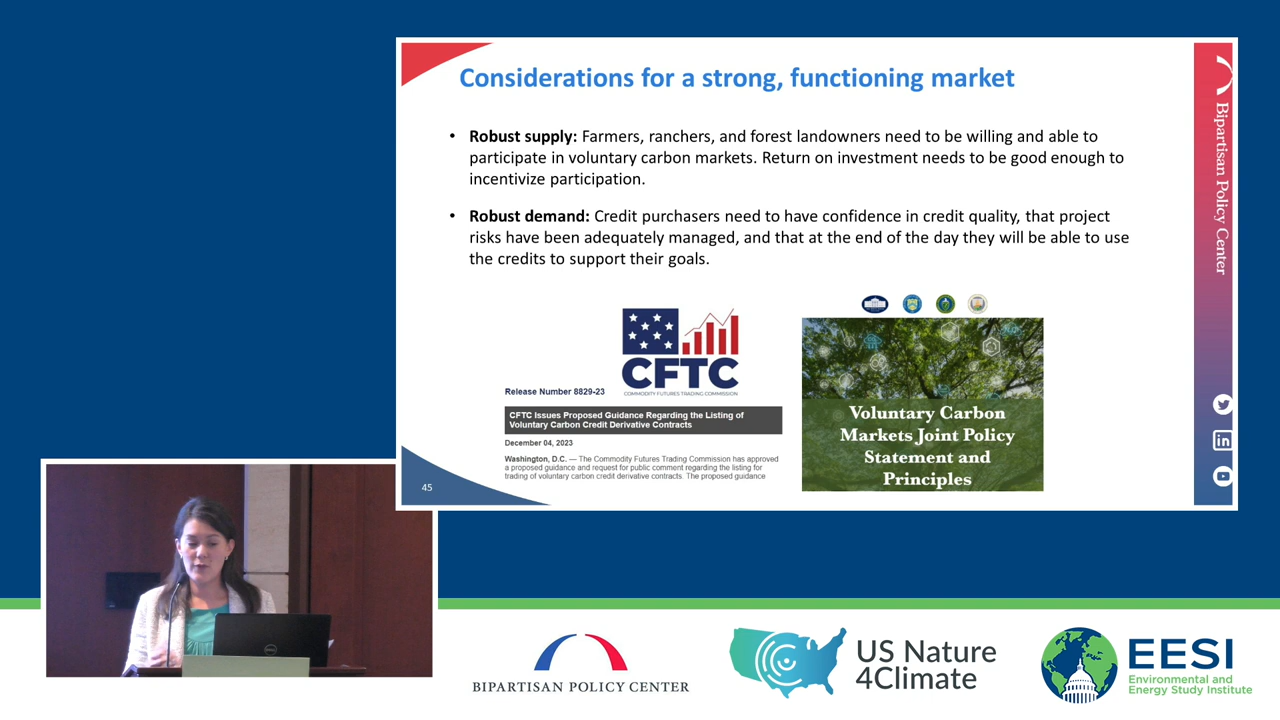 Considerations for a strong, functioning market
• Robust supply: Farmers, ranchers, and forest landowners need to be willing and able to
participate in voluntary carbon markets. Return on investment needs to be good enough to
incentivize participation.
• Robust demand: Credit purchasers need to have confidence in credit quality, that project
risks have been adequately managed, and that at the end of the day they will be able to use
the credits to support their goals.
CFTC
COMMODITY FUTURES TRADING COMMISSION
Release Number 8829-23
CFTC Issues Proposed Guidance Regarding the Listing of
Voluntary Carbon Credit Derivative Contracts
December 04, 2023
Washington, D.C. — The Commodity Futures Trading Commission has approved
a proposed guidance and request for public comment regarding the listing for
trading of voluntary carbon credit derivative contracts. The proposed guidance
Voluntary Carbon
Markets Joint Policy
Statement and
Principles
45
Bipartisan Policy Center
DELL
BIPARTISAN POLICY CENTER
US Nature
4Climate
EESI
Environmental and
Energy Study Institute